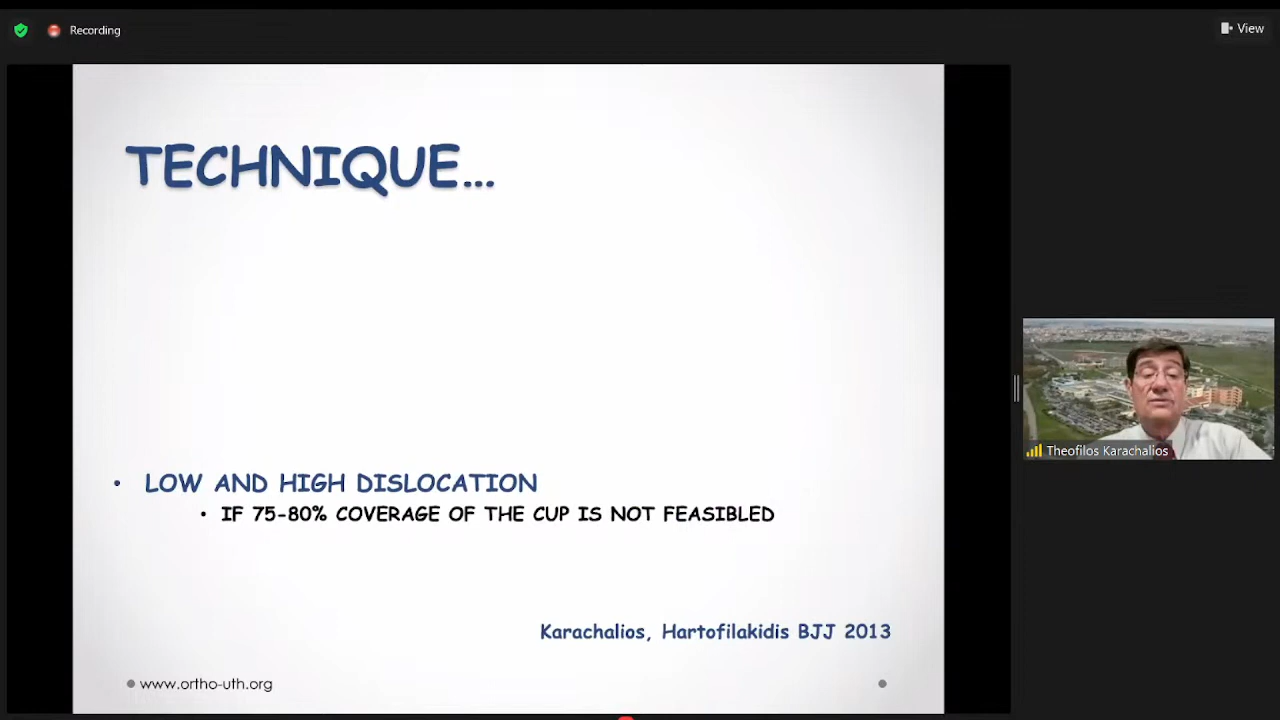 Recording
View
TECHNIQUE...
• LOW AND HIGH DISLOCATION
• IF 75-80% COVERAGE OF THE CUP IS NOT FEASIBLED
Karachalios, Hartofilakidis BJJ 2013
www.ortho-uth.org
Theofilos Karachalios